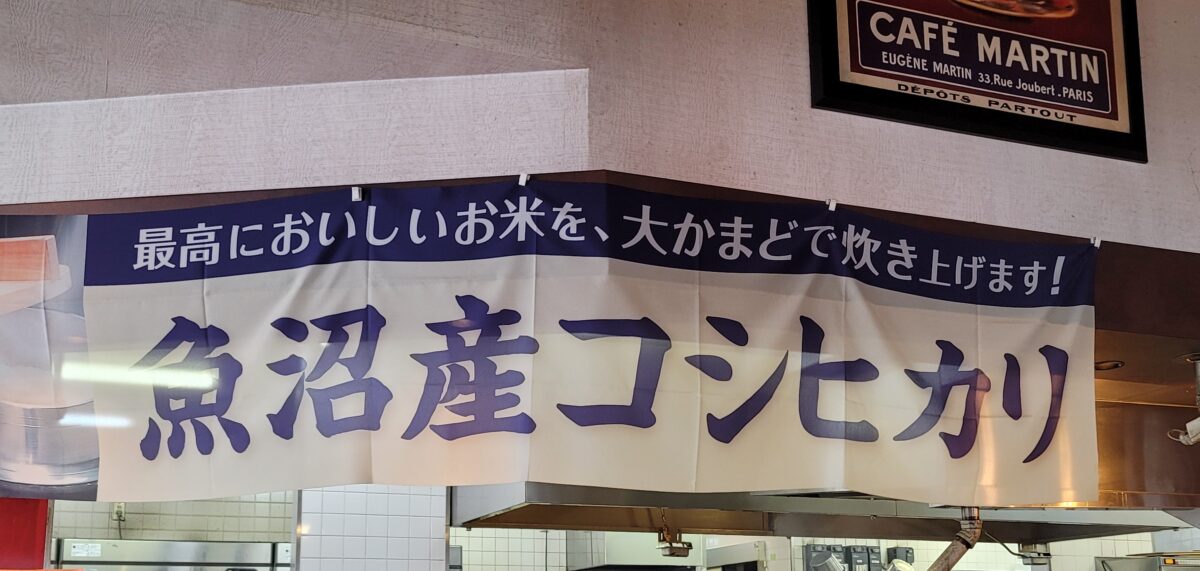 CAFÉ MARTIN
EUGÈNE MARTIN 33,Rue Joubert.PARIS
DÉPÔTS PARTOUT
最高においしいお米を、大かまどで炊き上げます!
魚沼産コシヒカリ